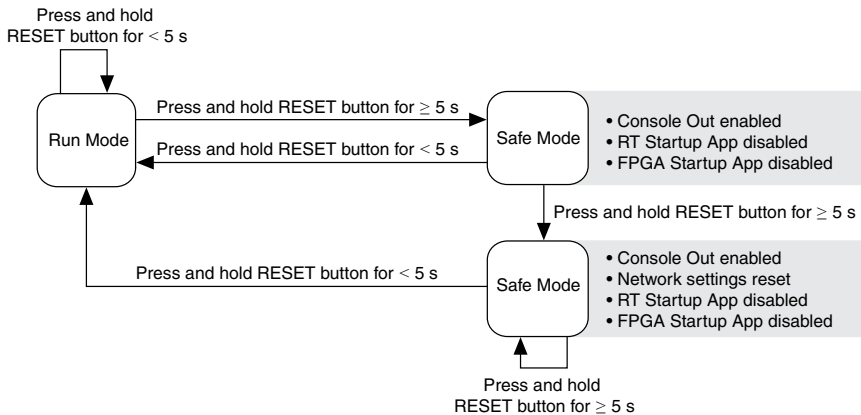 Press and hold
RESET button for < 5 s
Run Mode
Press and hold RESET button for ≥ 5 s
Press and hold RESET button for < 5 s
Safe Mode
• Console Out enabled
• RT Startup App disabled
• FPGA Startup App disabled
Press and hold RESET button for ≥ 5 s
Press and hold RESET button for < 5 s
Safe Mode
• Console Out enabled
• Network settings reset
• RT Startup App disabled
• FPGA Startup App disabled
Press and hold
RESET button for ≥ 5 s